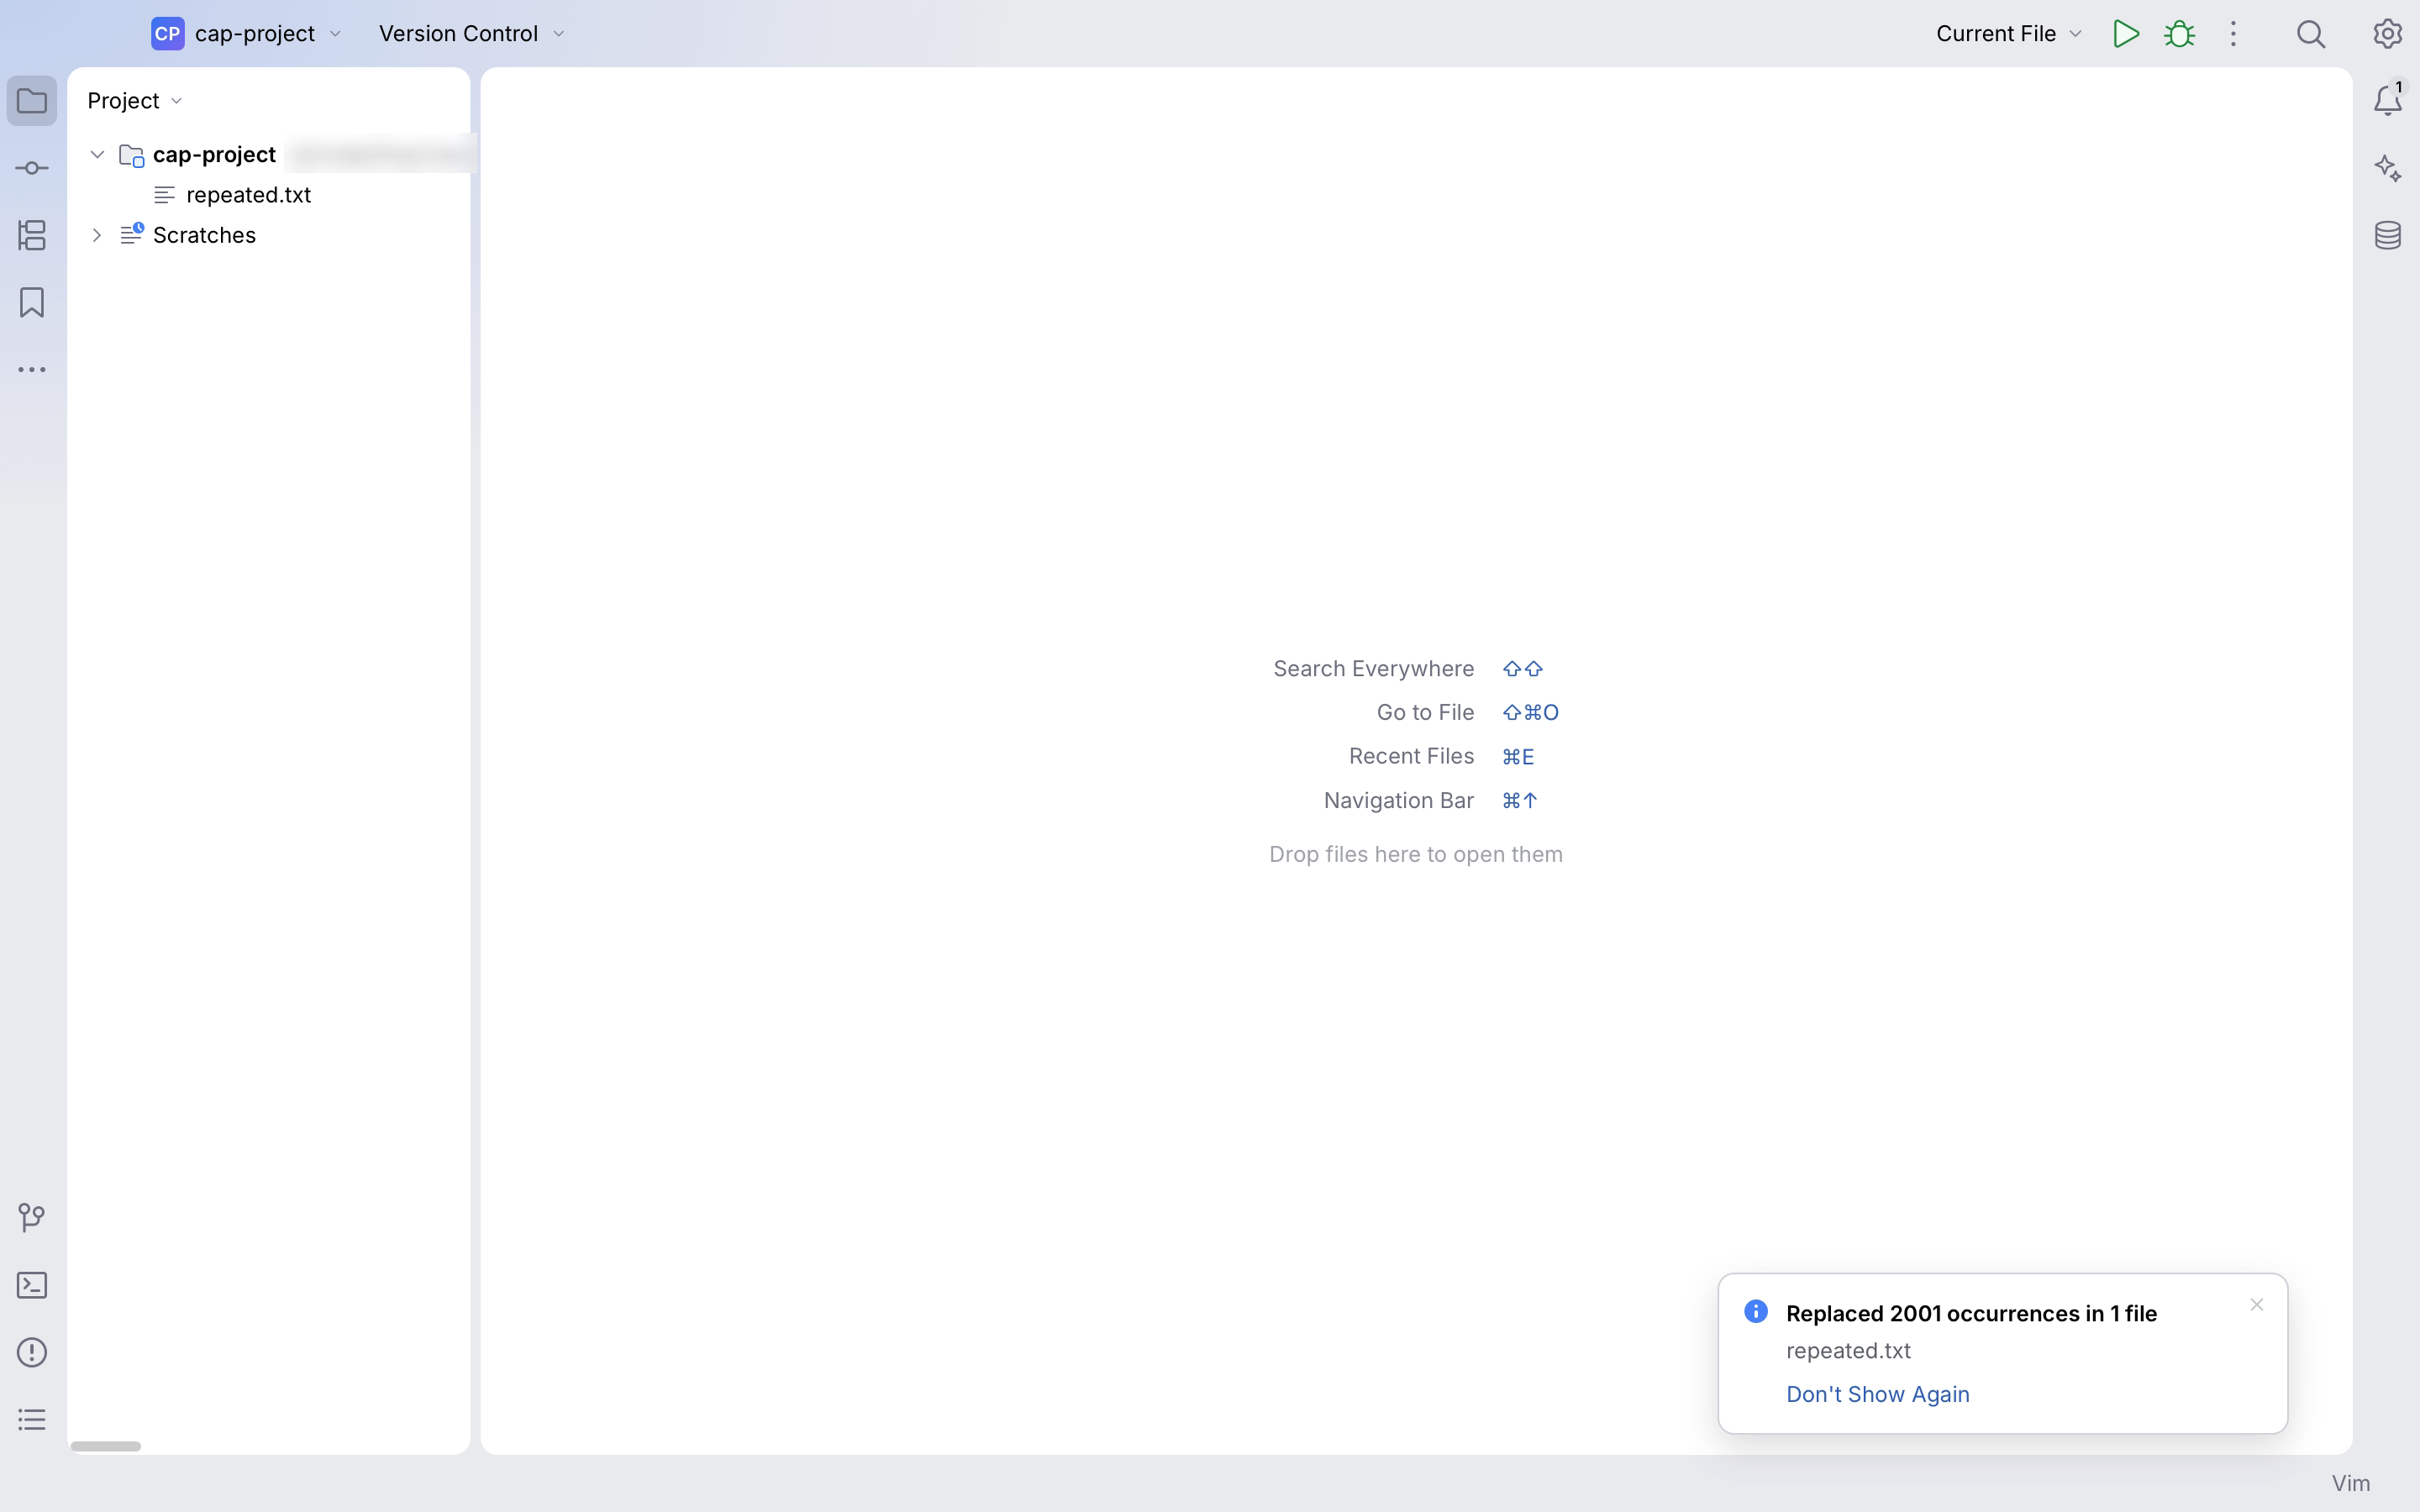 CP cap-project Version Control Current File
Project
cap-project
repeated.txt
Scratches
1
Search Everywhere ⇧⇧
Go to File ⇧⌘O
Recent Files ⌘E
Navigation Bar ⌘↑
Drop files here to open them
Replaced 2001 occurrences in 1 file
repeated.txt
Don't Show Again
Vim